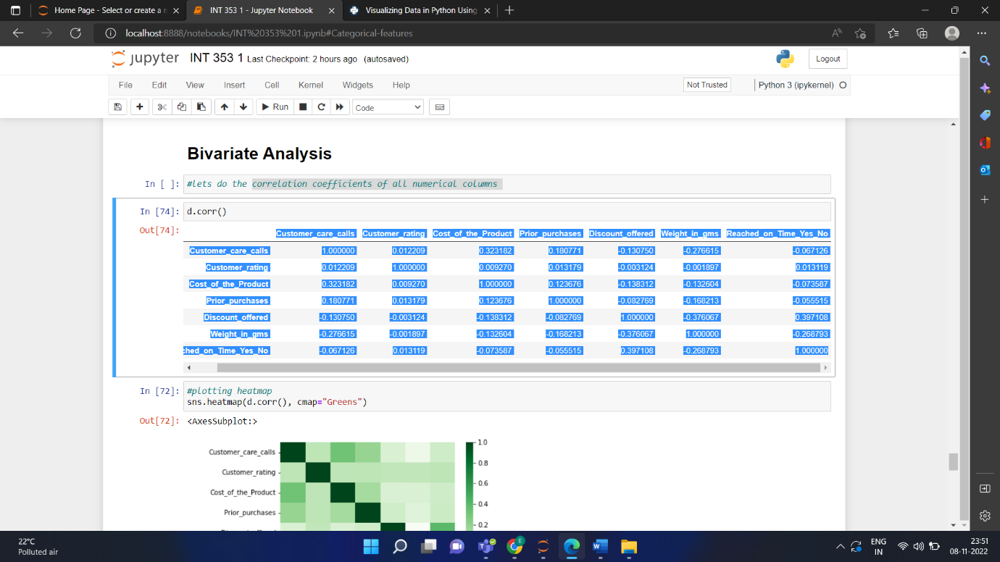 Home Page - Select or create a n
INT 353 1 - Jupyter Notebook
Visualizing Data in Python Using
localhost:8888/notebooks/INT%20353%201.ipynb#Categorical-features
jupyter INT 353 1 Last Checkpoint: 2 hours ago (autosaved)
Logout
File Edit View Insert Cell Kernel Widgets Help
Not Trusted
Python 3 (ipykernel)
Run
Code
Bivariate Analysis
In [ ]: #lets do the correlation coefficients of all numerical columns
In [74]: d.corr()
Out[74]:
Customer_care_calls Customer_rating Cost_of_the_Product Prior_purchases Discount_offered Weight_in_gms Reached_on_Time_Yes_No
Customer_care_calls 1.000000 0.012209 0.323182 0.180771 -0.130750 -0.276615 -0.067126
Customer_rating 0.012209 1.000000 0.009270 0.013179 -0.003124 -0.001897 0.013119
Cost_of_the_Product 0.323182 0.009270 1.000000 0.123676 -0.138312 -0.132604 -0.073587
Prior_purchases 0.180771 0.013179 0.123676 1.000000 -0.082769 -0.168213 -0.055515
Discount_offered -0.130750 -0.003124 -0.138312 -0.082769 1.000000 -0.376067 0.397108
Weight_in_gms -0.276615 -0.001897 -0.132604 -0.168213 -0.376067 1.000000 -0.268793
ched_on_Time_Yes_No -0.067126 0.013119 -0.073587 -0.055515 0.397108 -0.268793 1.000000
In [72]: #plotting heatmap
sns.heatmap(d.corr(), cmap="Greens")
Out[72]: <AxesSubplot:>
Customer_care_calls
Customer_rating
Cost_of_the_Product
Prior_purchases
1.0
0.8
0.6
0.4
0.2
22°C
Polluted air
ENG
IN
23:51
08-11-2022